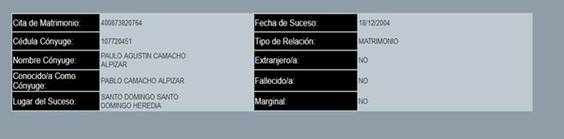 Cita de Matrimonio: 400873820764 Fecha de Suceso: 18/12/2004
Cédula Cónyuge: 107720451 Tipo de Relación: MATRIMONIO
Nombre Cónyuge: PAULO AGUSTIN CAMACHO ALPIZAR Extranjero/a: NO
Conocido/a Como Cónyuge: PABLO CAMACHO ALPIZAR Fallecido/a: NO
Lugar del Suceso: SANTO DOMINGO SANTO DOMINGO HEREDIA Marginal: NO